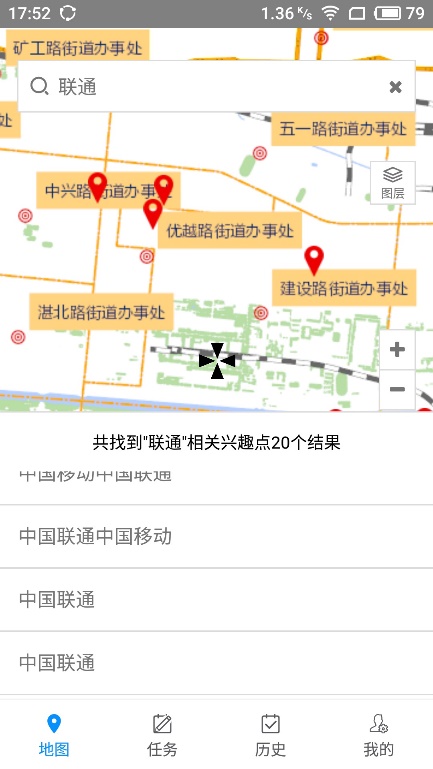 17:52
1.36 K/s
79
矿工路街道办事处
联通
处
五一路街道办事处
图层
中兴路街道办事处
优越路街道办事处
建设路街道办事处
湛北路街道办事处
共找到"联通"相关兴趣点20个结果
中国移动中国联通
中国联通中国移动
中国联通
中国联通
地图
任务
历史
我的